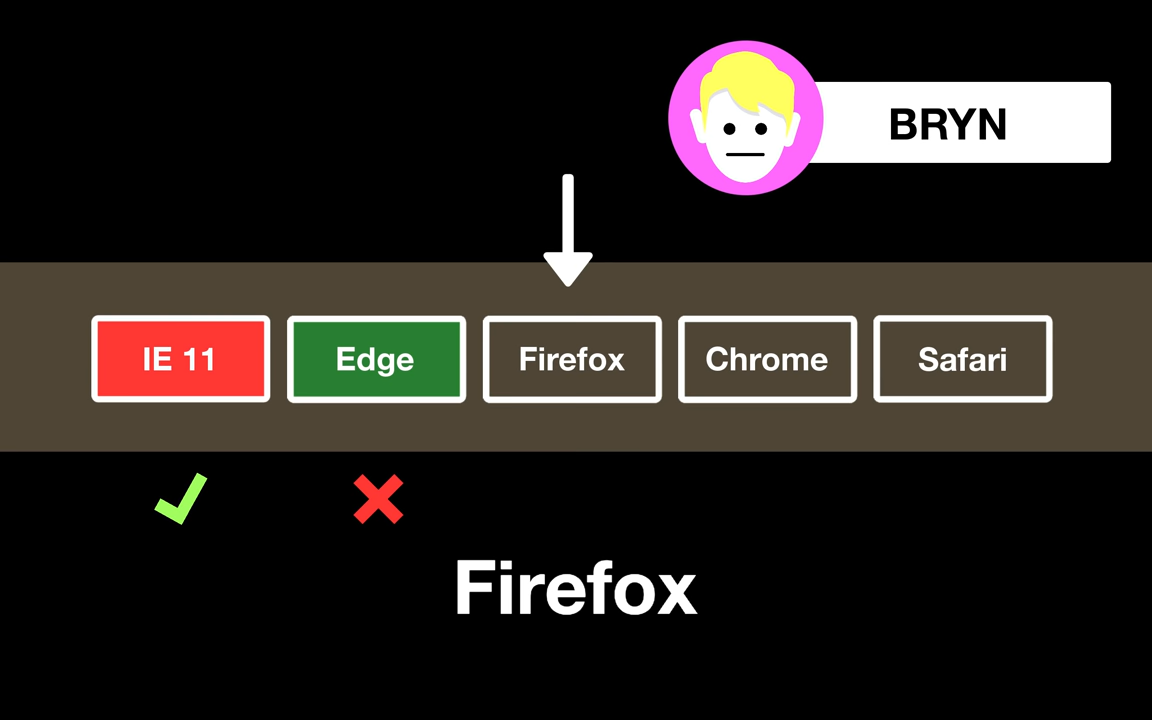 BRYN
IE 11
Edge
Firefox
Chrome
Safari
Firefox